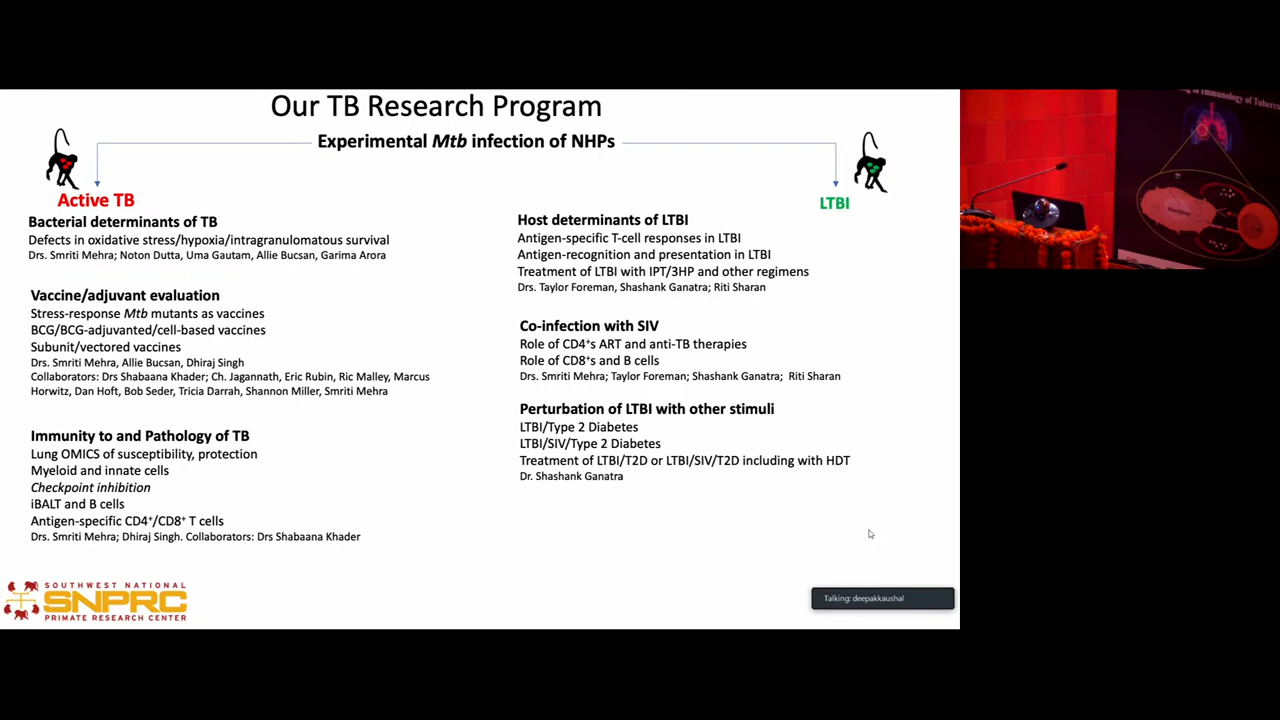 Our TB Research Program
Experimental Mtb infection of NHPs
Active TB
Bacterial determinants of TB
Defects in oxidative stress/hypoxia/intragranulomatous survival
Drs. Smriti Mehra; Noton Dutta, Uma Gautam, Allie Bucsan, Garima Arora
Vaccine/adjuvant evaluation
Stress-response Mtb mutants as vaccines
BCG/BCG-adjuvanted/cell-based vaccines
Subunit/vectored vaccines
Drs. Smriti Mehra, Allie Bucsan, Dhiraj Singh
Collaborators: Drs Shabaana Khader; Ch. Jagannath, Eric Rubin, Ric Malley, Marcus
Horwitz, Dan Hoft, Bob Seder, Tricia Darrah, Shannon Miller, Smriti Mehra
Immunity to and Pathology of TB
Lung OMICS of susceptibility, protection
Myeloid and innate cells
Checkpoint inhibition
iBALT and B cells
Antigen-specific CD4⁺/CD8⁺ T cells
Drs. Smriti Mehra; Dhiraj Singh. Collaborators: Drs Shabaana Khader
LTBI
Host determinants of LTBI
Antigen-specific T-cell responses in LTBI
Antigen-recognition and presentation in LTBI
Treatment of LTBI with IPT/3HP and other regimens
Drs. Taylor Foreman, Shashank Ganatra; Riti Sharan
Co-infection with SIV
Role of CD4⁺s ART and anti-TB therapies
Role of CD8⁺s and B cells
Drs. Smriti Mehra; Taylor Foreman; Shashank Ganatra; Riti Sharan
Perturbation of LTBI with other stimuli
LTBI/Type 2 Diabetes
LTBI/SIV/Type 2 Diabetes
Treatment of LTBI/T2D or LTBI/SIV/T2D including with HDT
Dr. Shashank Ganatra
SOUTHWEST NATIONAL
SNPRC
PRIMATE RESEARCH CENTER
Talking: deepakkaushal
Immunology of